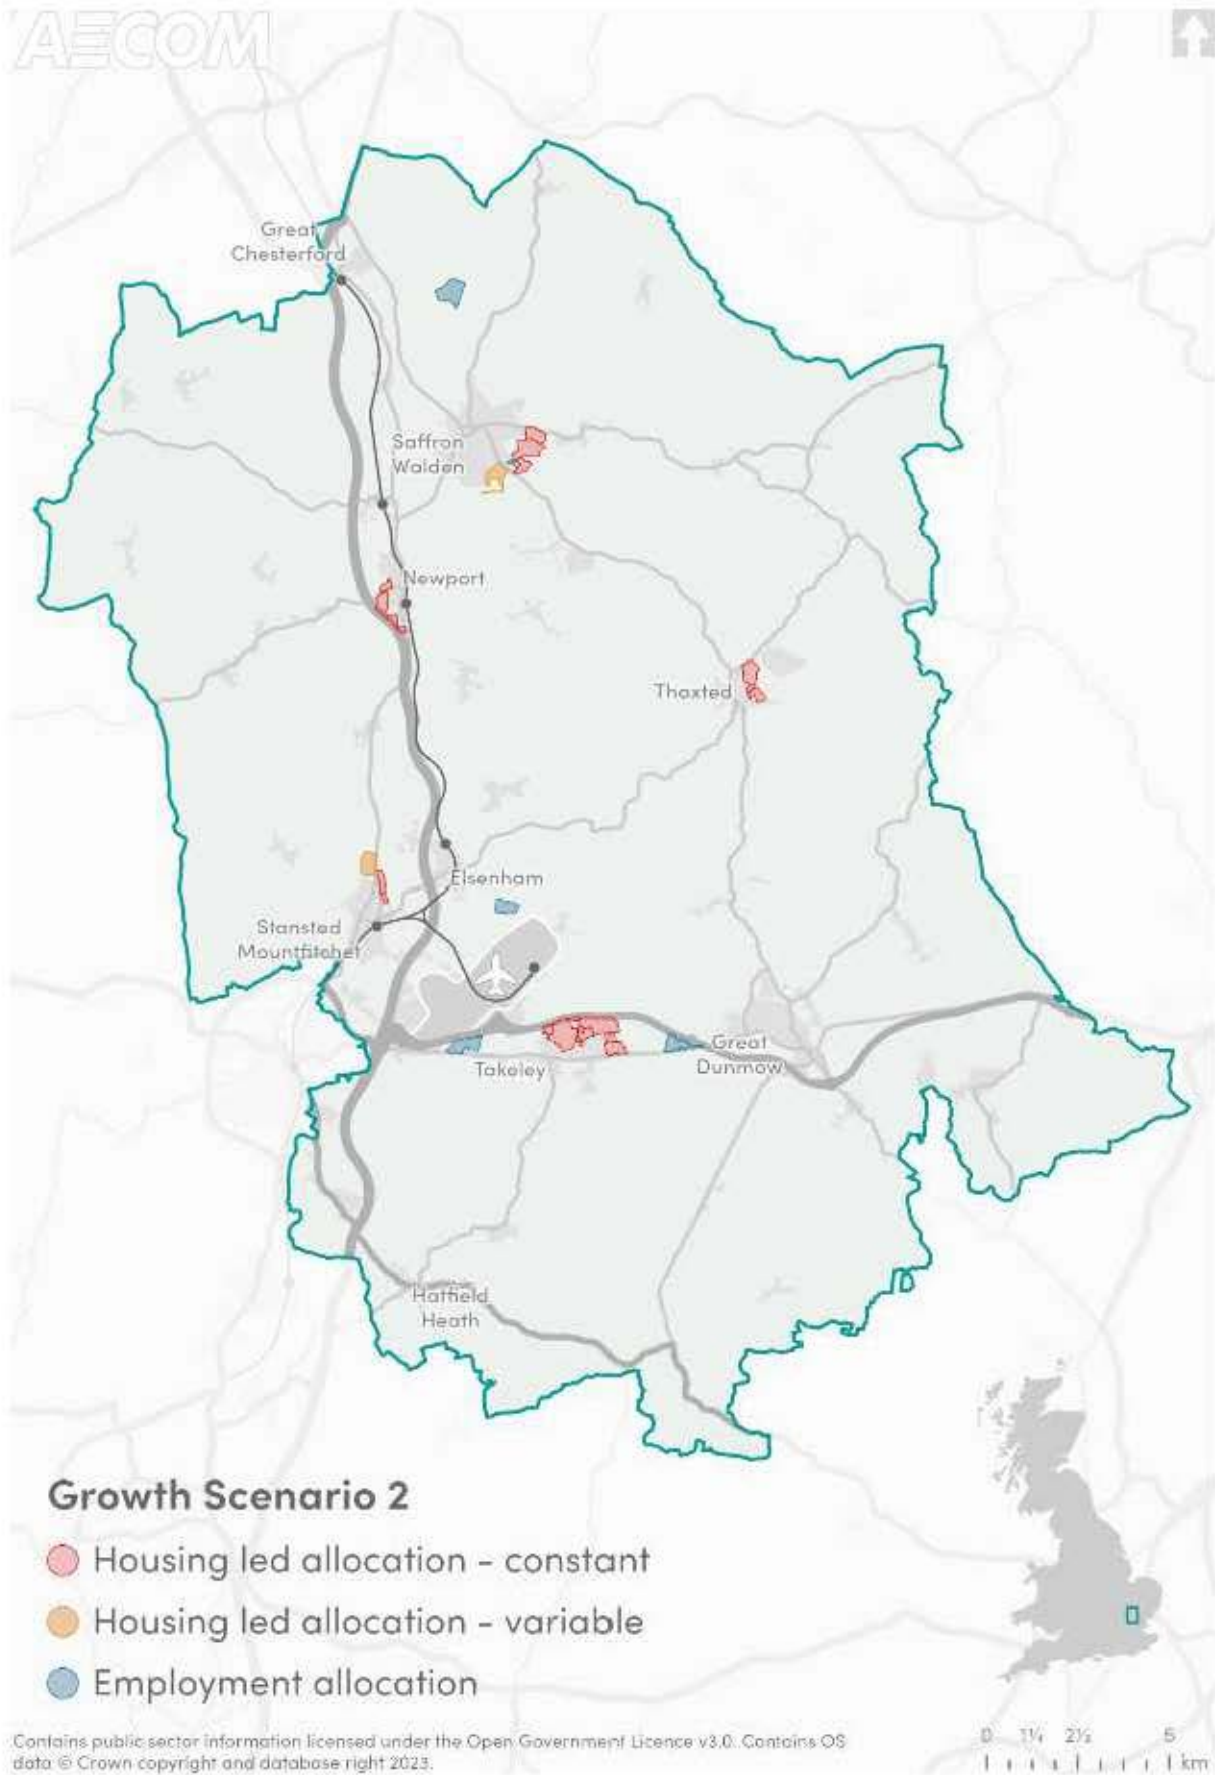 AECOM
Great
Chesterford
Saffron
Walden
Newport
Thaxted
Elsenham
Stansted
Mountfitchet
Great
Dunmow
Takeley
Hatfield
Heath
Growth Scenario 2
Housing led allocation - constant
Housing led allocation - variable
Employment allocation
Contains public sector information licensed under the Open Government Licence v3.0. Contains OS
data © Crown copyright and database right 2023.
0 1¼ 2½ 5
km